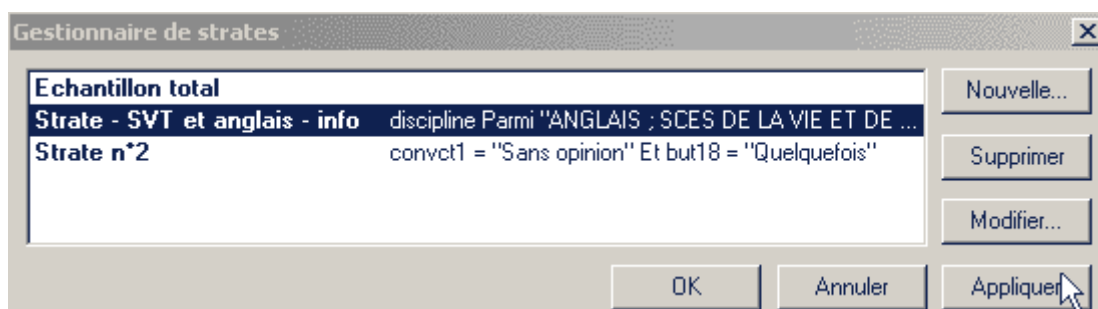 Gestionnaire de strates
Echantillon total
Strate - SVT et anglais - info discipline Parmi "ANGLAIS ; SCES DE LA VIE ET DE ...
Strate n°2 convct1 = "Sans opinion" Et but18 = "Quelquefois"
Nouvelle...
Supprimer
Modifier...
OK Annuler Appliquer